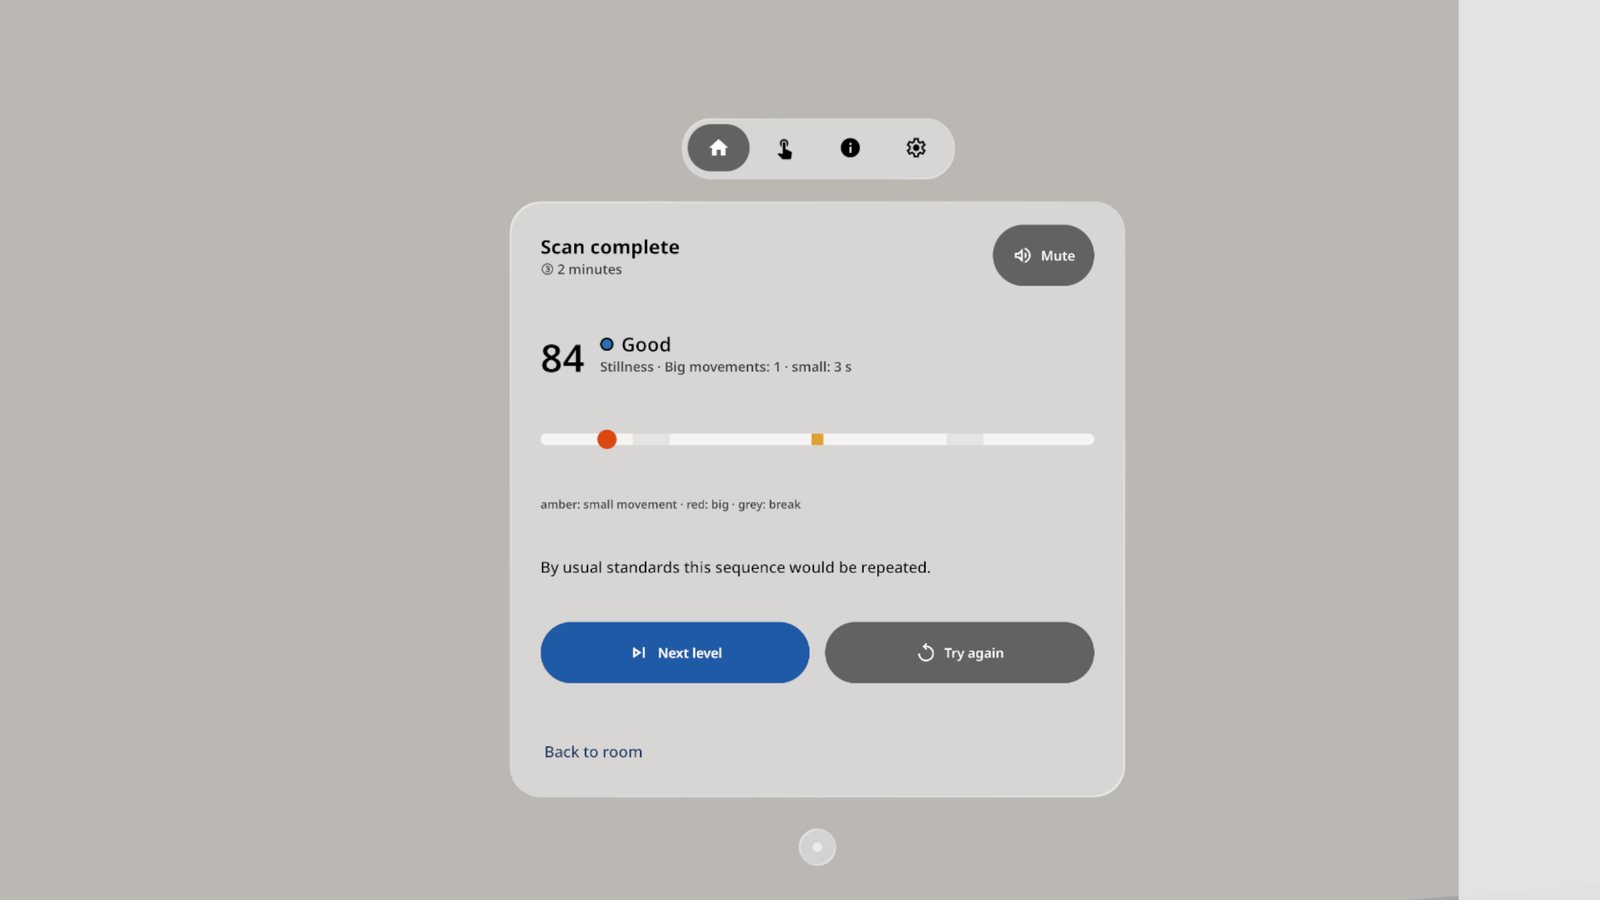 Scan complete
③ 2 minutes
Mute
84
Good
Stillness · Big movements: 1 · small: 3 s
amber: small movement · red: big · grey: break
By usual standards this sequence would be repeated.
Next level
Try again
Back to room